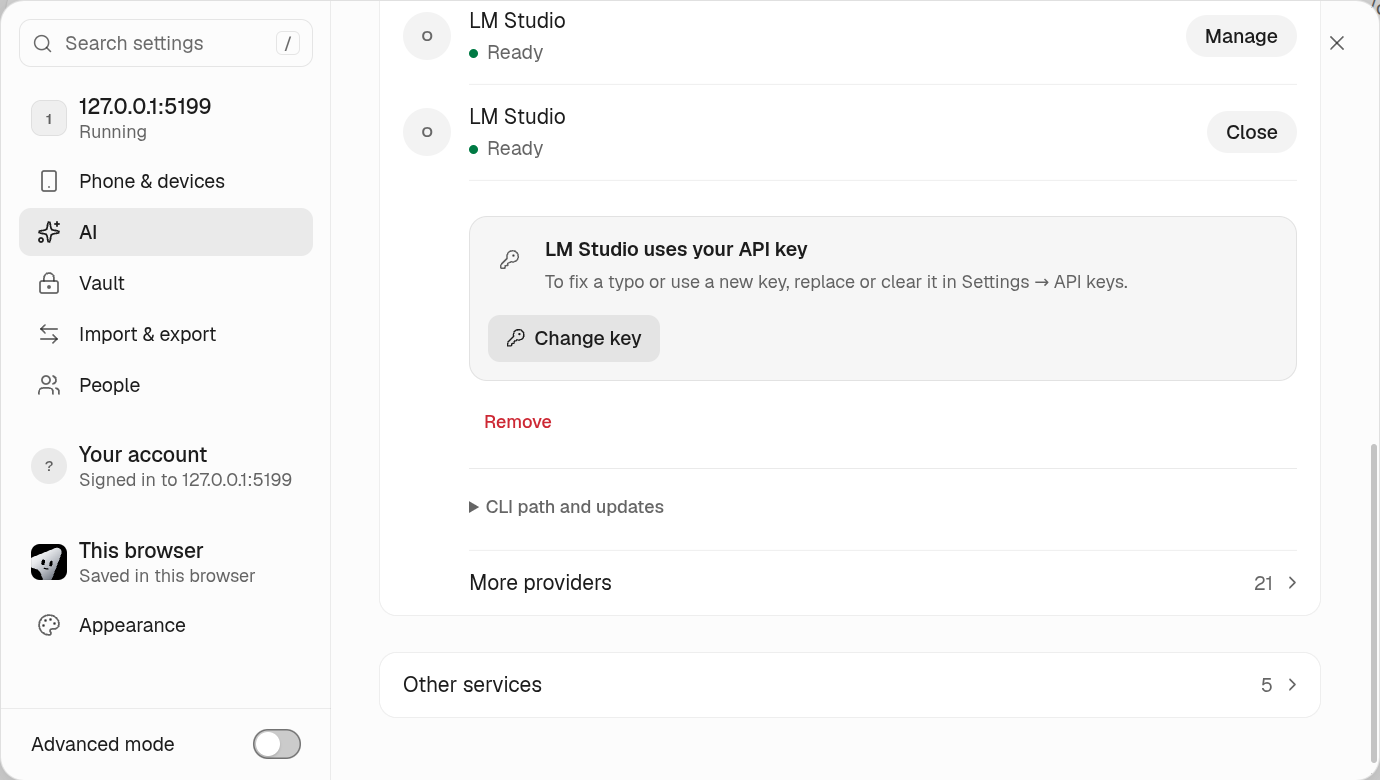 Search settings /
1
127.0.0.1:5199
Running
Phone & devices
AI
Vault
Import & export
People
?
Your account
Signed in to 127.0.0.1:5199
This browser
Saved in this browser
Appearance
Advanced mode
O
LM Studio
Ready
Manage
O
LM Studio
Ready
Close
LM Studio uses your API key
To fix a typo or use a new key, replace or clear it in Settings → API keys.
Change key
Remove
CLI path and updates
More providers 21
Other services 5